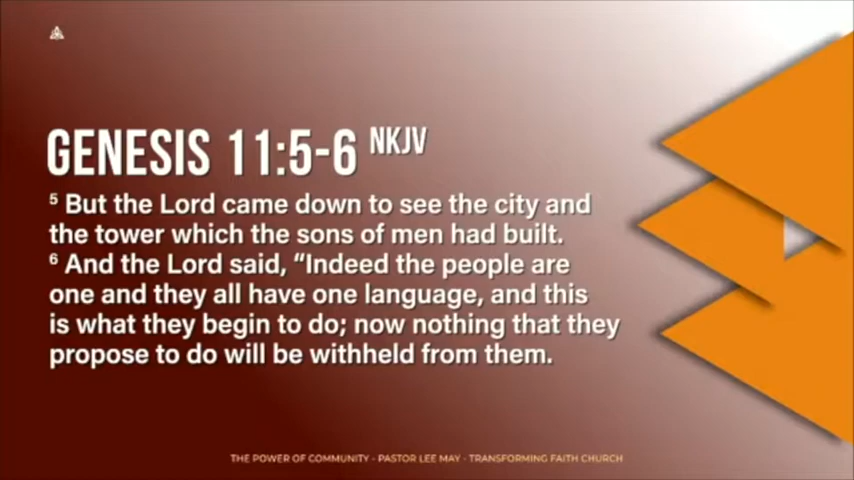 GENESIS 11:5-6 NKJV
⁵ But the Lord came down to see the city and
the tower which the sons of men had built.
⁶ And the Lord said, “Indeed the people are
one and they all have one language, and this
is what they begin to do; now nothing that they
propose to do will be withheld from them.
THE POWER OF COMMUNITY - PASTOR LEE MAY - TRANSFORMING FAITH CHURCH